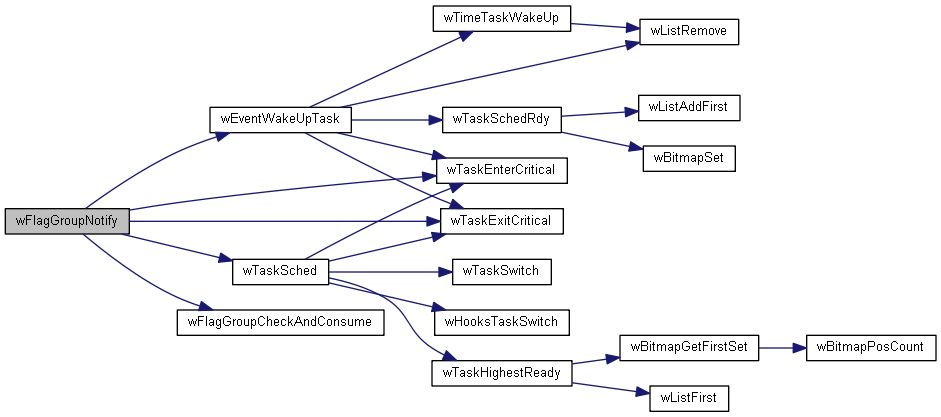 wTimeTaskWakeUp
wListRemove
wEventWakeUpTask
wTaskSchedRdy
wListAddFirst
wBitmapSet
wTaskEnterCritical
wFlagGroupNotify
wTaskExitCritical
wTaskSched
wTaskSwitch
wFlagGroupCheckAndConsume
wHooksTaskSwitch
wBitmapGetFirstSet
wBitmapPosCount
wTaskHighestReady
wListFirst